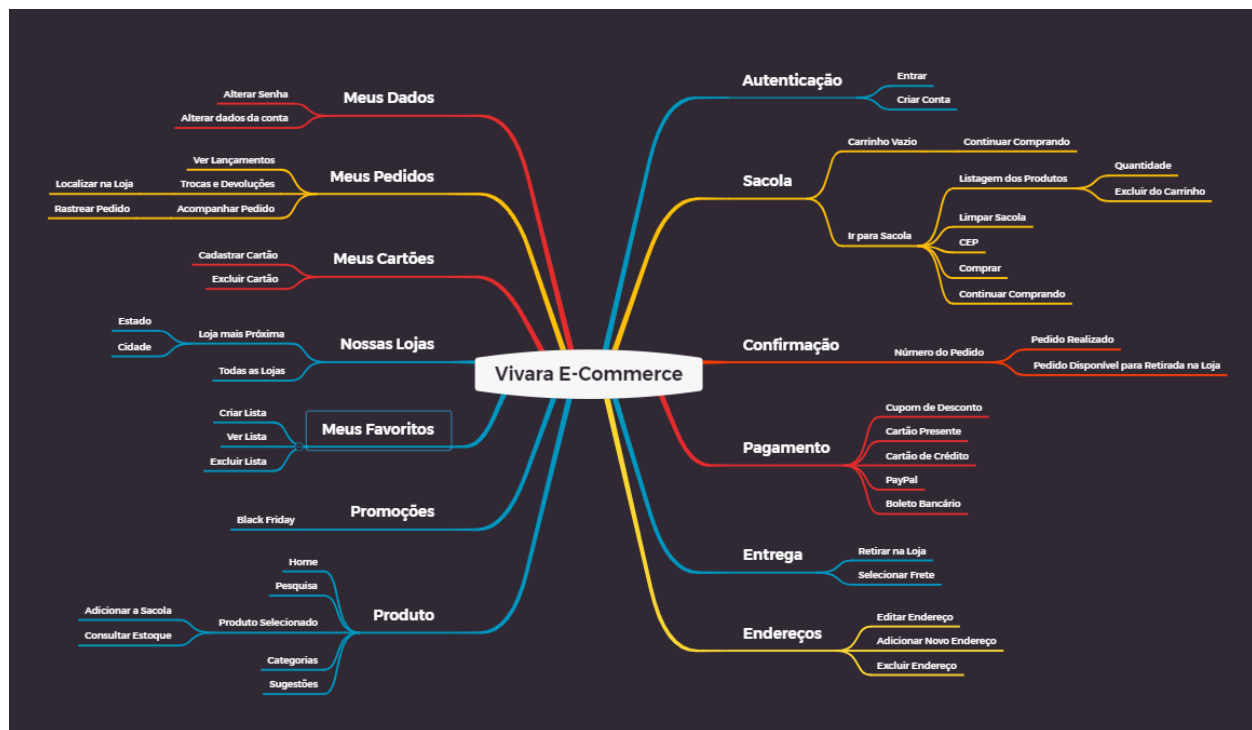 Vivara E-Commerce
Meus Dados
Alterar Senha
Alterar dados da conta
Meus Pedidos
Ver Lançamentos
Trocas e Devoluções
Localizar na Loja
Acompanhar Pedido
Rastrear Pedido
Meus Cartões
Cadastrar Cartão
Excluir Cartão
Nossas Lojas
Loja mais Próxima
Estado
Cidade
Todas as Lojas
Meus Favoritos
Criar Lista
Ver Lista
Excluir Lista
Promoções
Black Friday
Produto
Home
Pesquisa
Produto Selecionado
Adicionar a Sacola
Consultar Estoque
Categorias
Sugestões
Autenticação
Entrar
Criar Conta
Sacola
Carrinho Vazio
Continuar Comprando
Ir para Sacola
Listagem dos Produtos
Quantidade
Excluir do Carrinho
Limpar Sacola
CEP
Comprar
Continuar Comprando
Confirmação
Número do Pedido
Pedido Realizado
Pedido Disponível para Retirada na Loja
Pagamento
Cupom de Desconto
Cartão Presente
Cartão de Crédito
PayPal
Boleto Bancário
Entrega
Retirar na Loja
Selecionar Frete
Endereços
Editar Endereço
Adicionar Novo Endereço
Excluir Endereço